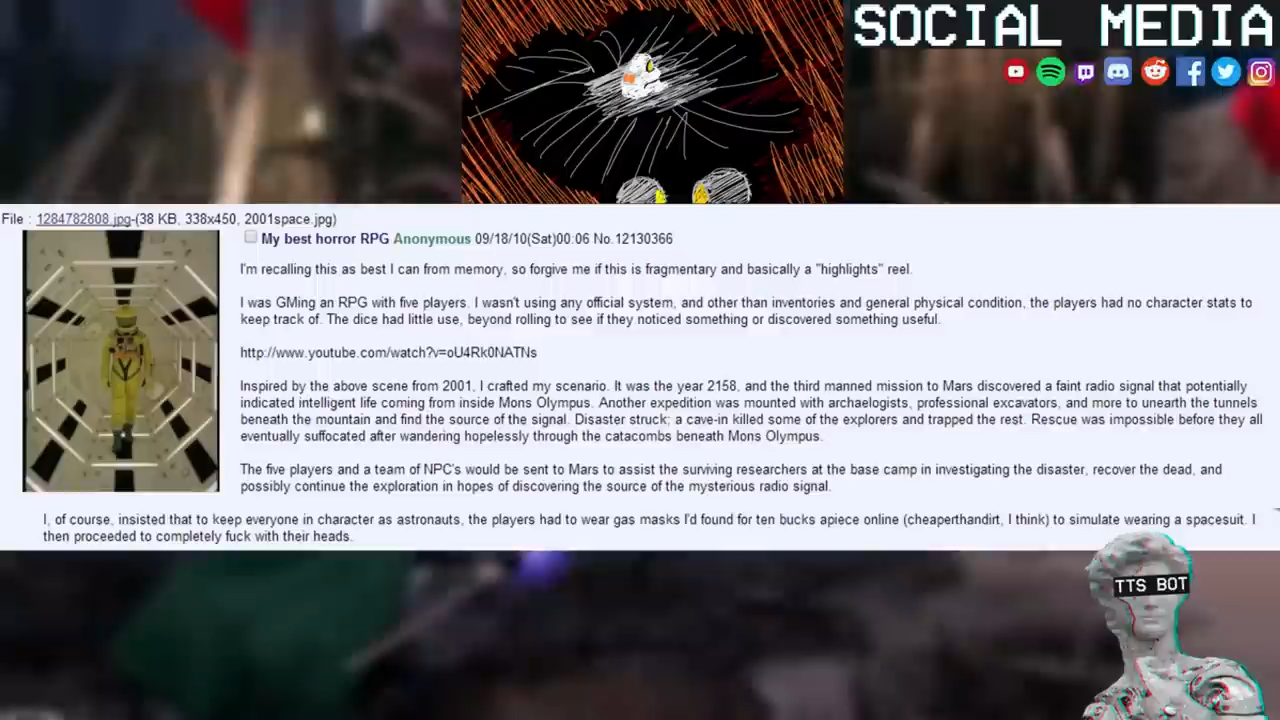 SOCIAL MEDIA
File : 1284782808.jpg-(38 KB, 338x450, 2001space.jpg)
My best horror RPG Anonymous 09/18/10(Sat)00:06 No.12130366
I'm recalling this as best I can from memory, so forgive me if this is fragmentary and basically a "highlights" reel.
I was GMing an RPG with five players. I wasn't using any official system, and other than inventories and general physical condition, the players had no character stats to
keep track of. The dice had little use, beyond rolling to see if they noticed something or discovered something useful.
http://www.youtube.com/watch?v=oU4Rk0NATNs
Inspired by the above scene from 2001, I crafted my scenario. It was the year 2158, and the third manned mission to Mars discovered a faint radio signal that potentially
indicated intelligent life coming from inside Mons Olympus. Another expedition was mounted with archaelogists, professional excavators, and more to unearth the tunnels
beneath the mountain and find the source of the signal. Disaster struck; a cave-in killed some of the explorers and trapped the rest. Rescue was impossible before they all
eventually suffocated after wandering hopelessly through the catacombs beneath Mons Olympus.
The five players and a team of NPC's would be sent to Mars to assist the surviving researchers at the base camp in investigating the disaster, recover the dead, and
possibly continue the exploration in hopes of discovering the source of the mysterious radio signal.
I, of course, insisted that to keep everyone in character as astronauts, the players had to wear gas masks I'd found for ten bucks apiece online (cheaperthandirt, I think) to simulate wearing a spacesuit. I
then proceeded to completely fuck with their heads.
TTS BOT